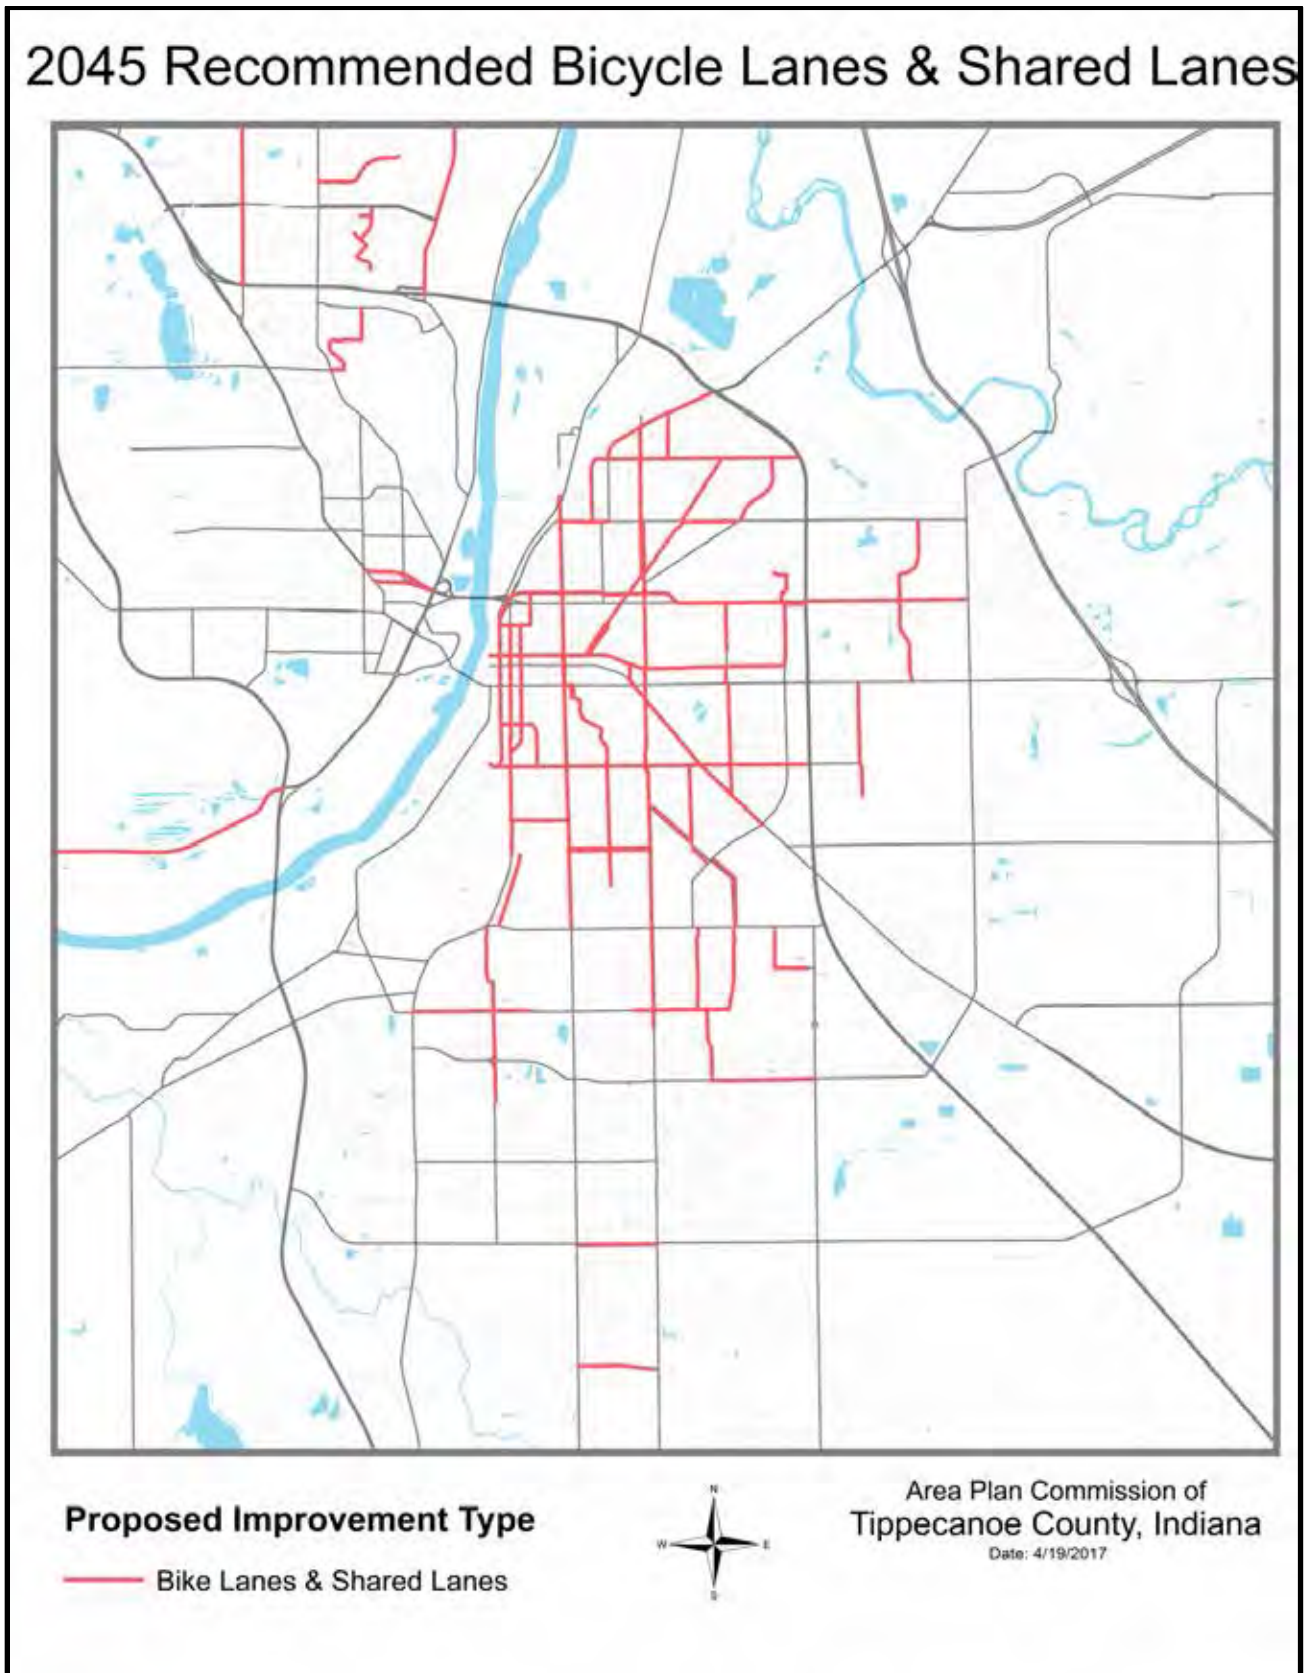 2045 Recommended Bicycle Lanes & Shared Lanes
Proposed Improvement Type
Bike Lanes & Shared Lanes
N
W
E
S
Area Plan Commission of
Tippecanoe County, Indiana
Date: 4/19/2017